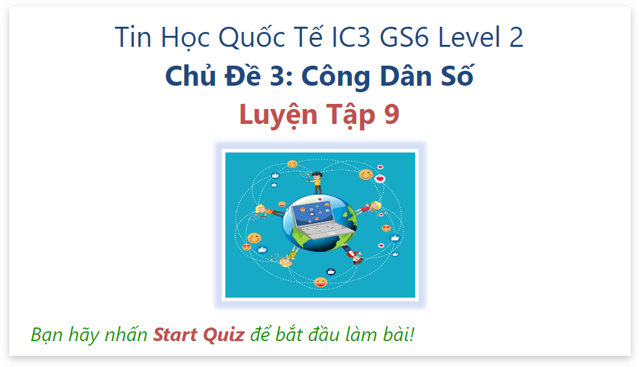 Tin Học Quốc Tế IC3 GS6 Level 2
Chủ Đề 3: Công Dân Số
Luyện Tập 9
Bạn hãy nhấn Start Quiz để bắt đầu làm bài!